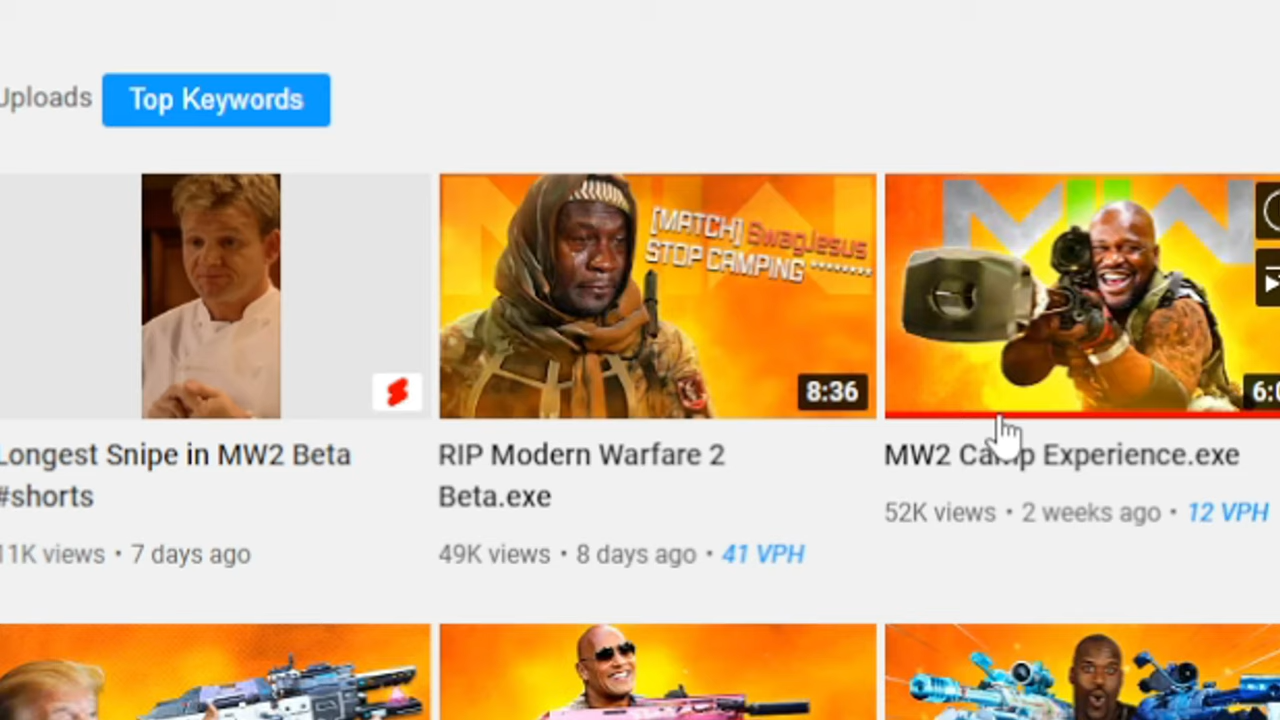 Uploads Top Keywords
[MATCH] SwagJesus
STOP CAMPING ********
MW
8:36
Longest Snipe in MW2 Beta
#shorts
11K views • 7 days ago
RIP Modern Warfare 2
Beta.exe
49K views • 8 days ago • 41 VPH
MW2 Camp Experience.exe
52K views • 2 weeks ago • 12 VPH